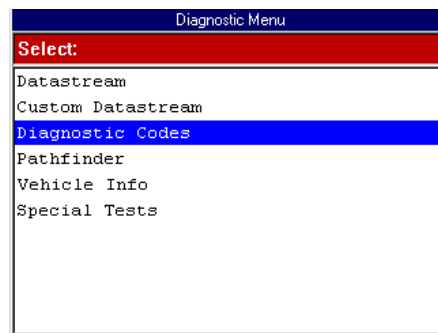 Diagnostic Menu
Select:
Datastream
Custom Datastream
Diagnostic Codes
Pathfinder
Vehicle Info
Special Tests